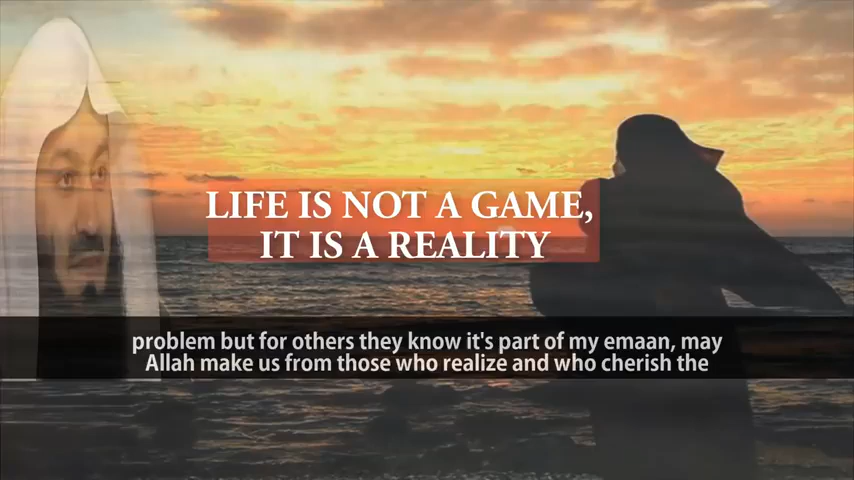 LIFE IS NOT A GAME,
IT IS A REALITY
problem but for others they know it's part of my emaan, may
Allah make us from those who realize and who cherish the